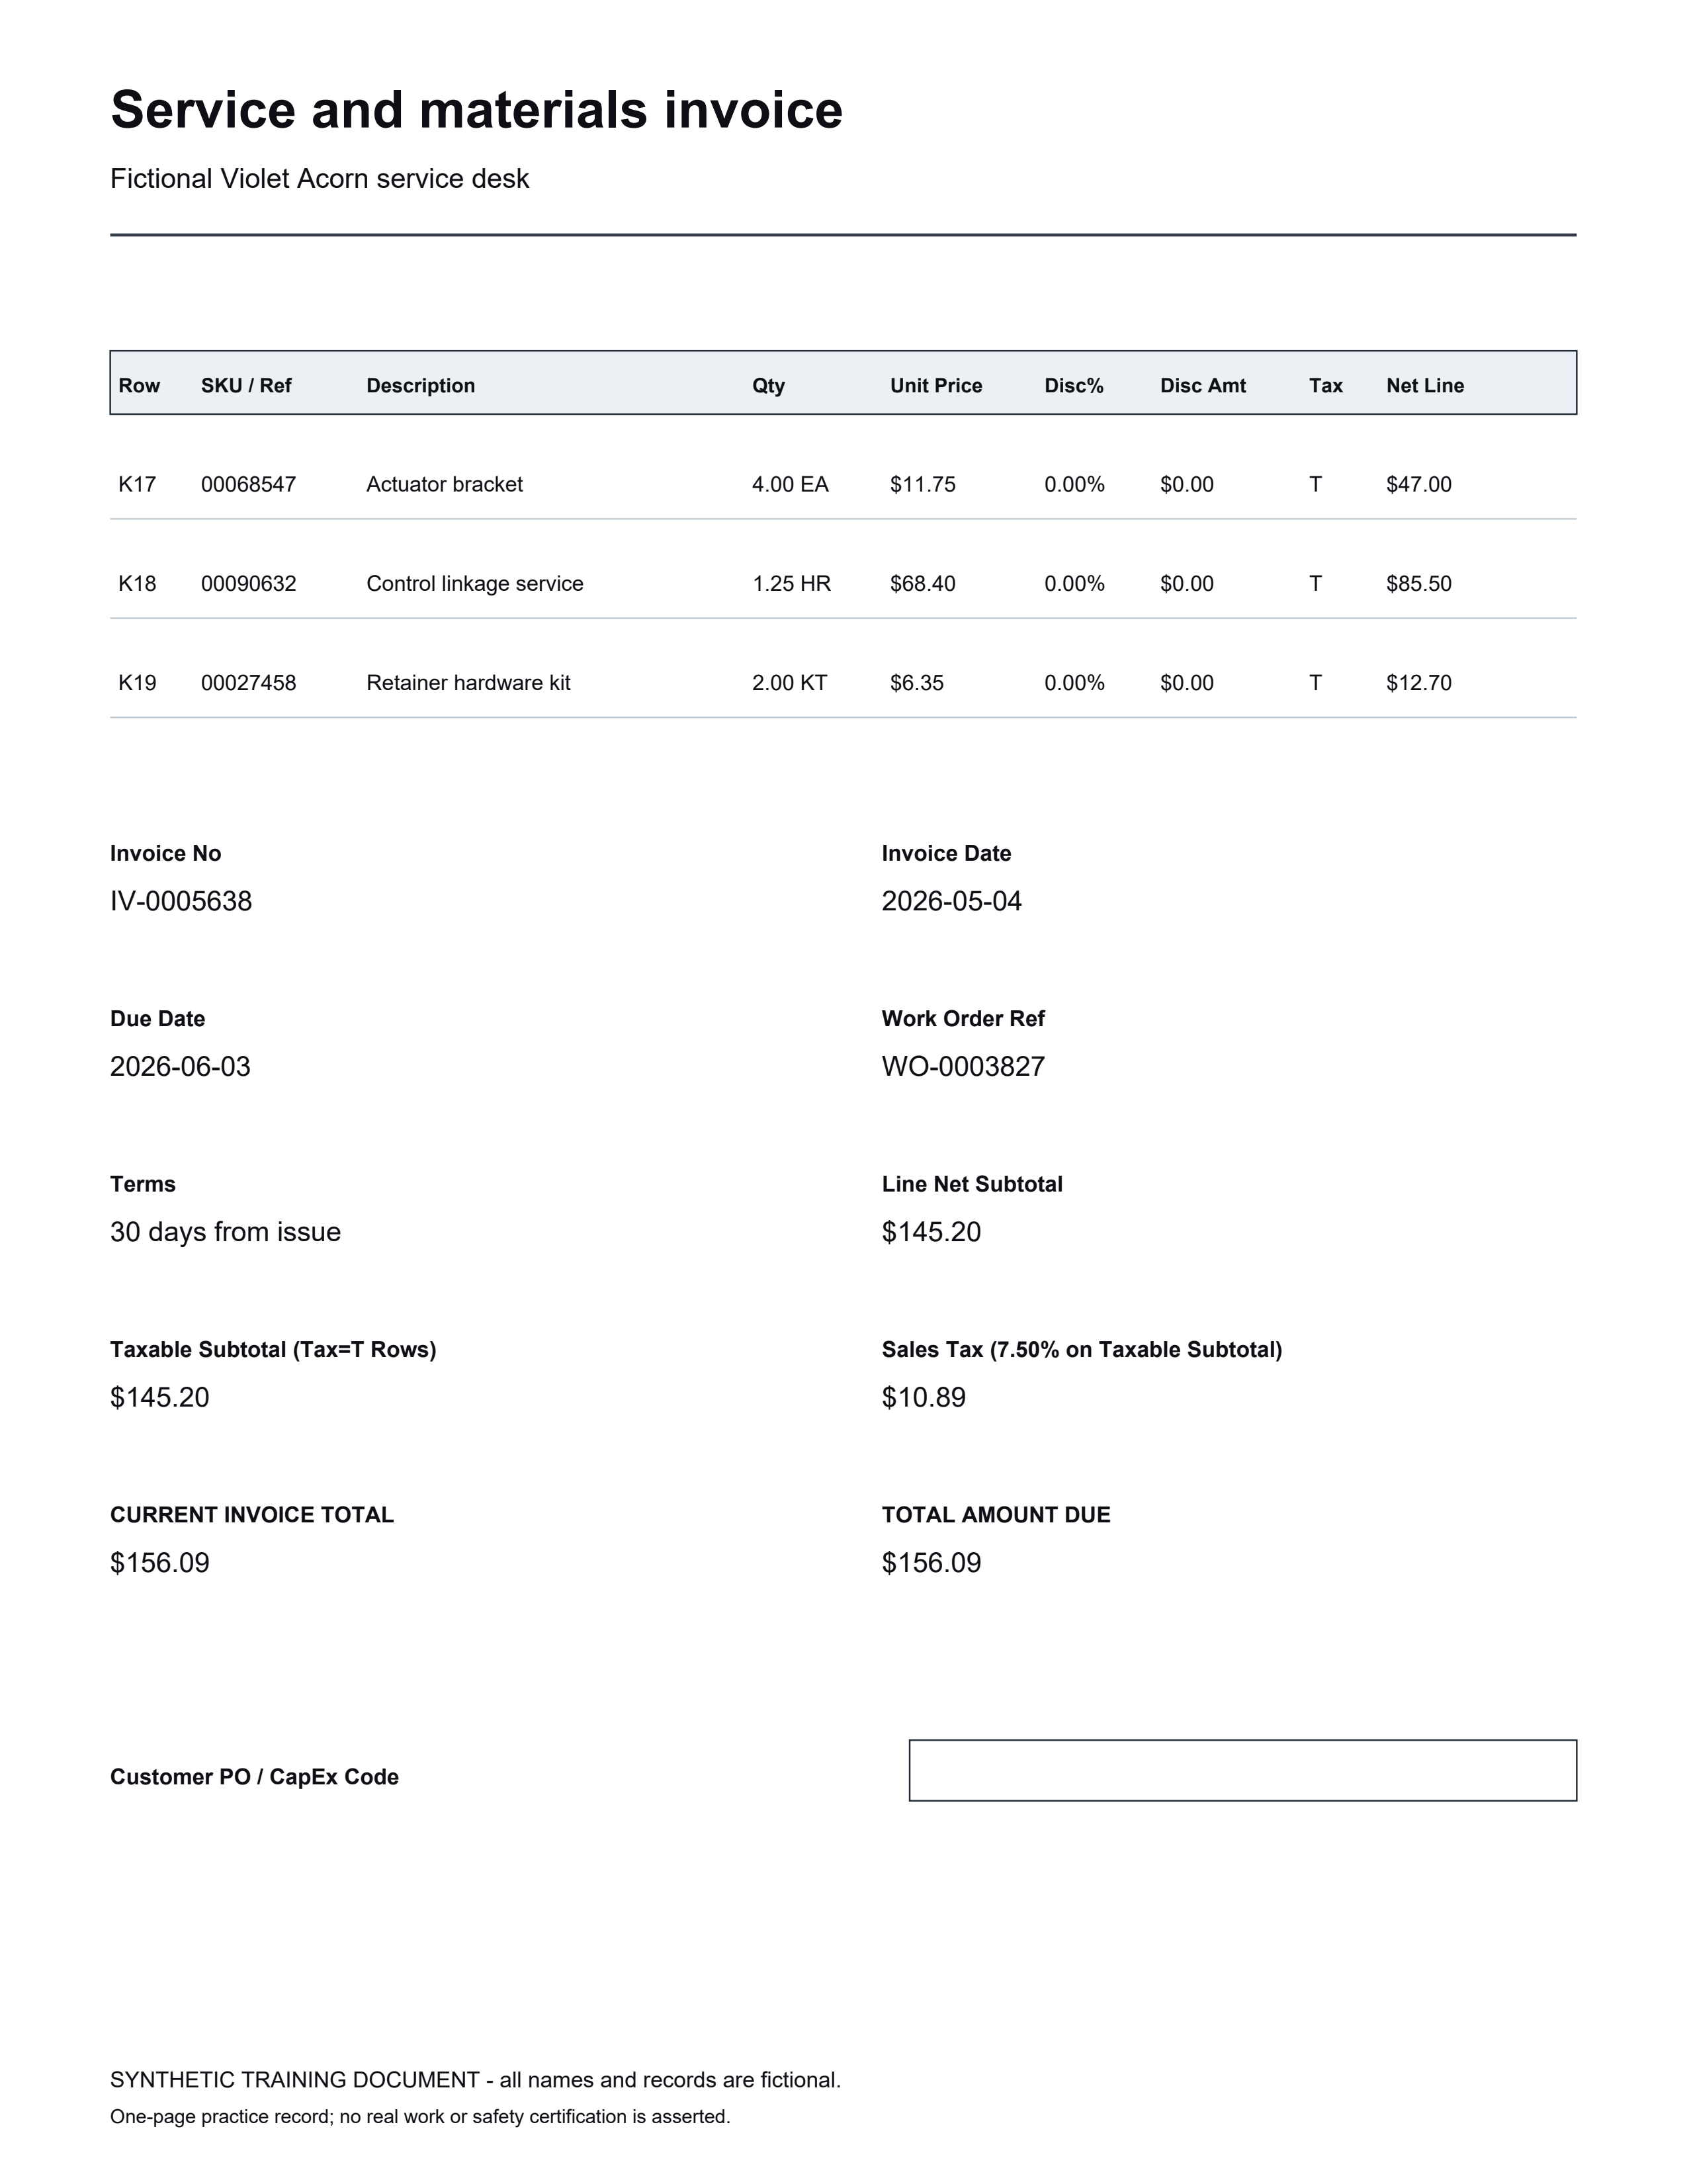 Service and materials invoice
Fictional Violet Acorn service desk
Row SKU / Ref Description Qty Unit Price Disc% Disc Amt Tax Net Line
K17 00068547 Actuator bracket 4.00 EA $11.75 0.00% $0.00 T $47.00
K18 00090632 Control linkage service 1.25 HR $68.40 0.00% $0.00 T $85.50
K19 00027458 Retainer hardware kit 2.00 KT $6.35 0.00% $0.00 T $12.70
Invoice No Invoice Date
IV-0005638 2026-05-04
Due Date Work Order Ref
2026-06-03 WO-0003827
Terms Line Net Subtotal
30 days from issue $145.20
Taxable Subtotal (Tax=T Rows) Sales Tax (7.50% on Taxable Subtotal)
$145.20 $10.89
CURRENT INVOICE TOTAL TOTAL AMOUNT DUE
$156.09 $156.09
Customer PO / CapEx Code
SYNTHETIC TRAINING DOCUMENT - all names and records are fictional.
One-page practice record; no real work or safety certification is asserted.